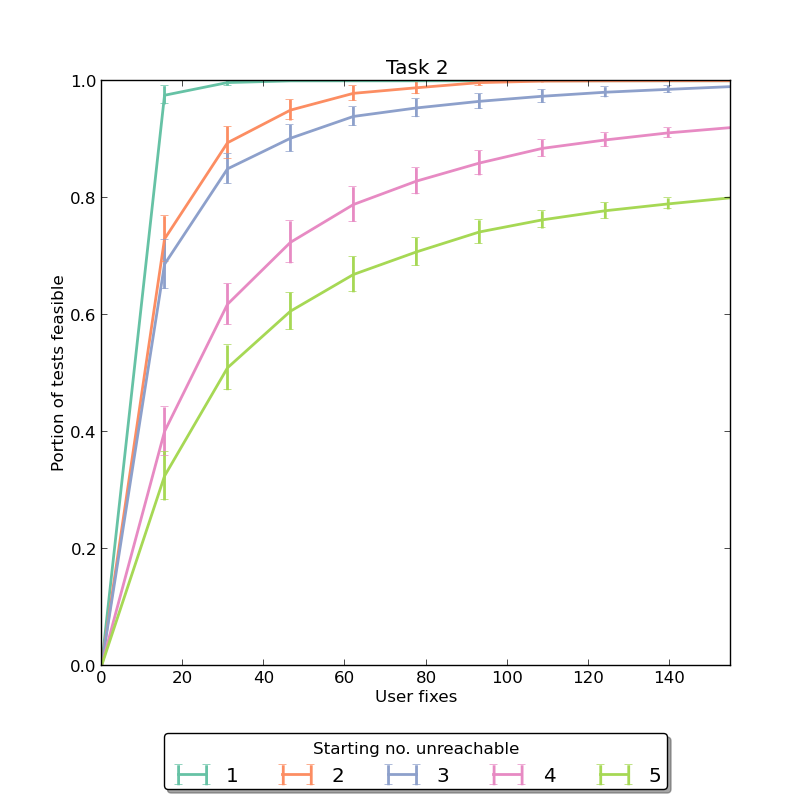 Task 2
1.0
0.8
0.6
0.4
0.2
0.0
Portion of tests feasible
0 20 40 60 80 100 120 140
User fixes
Starting no. unreachable
1 2 3 4 5